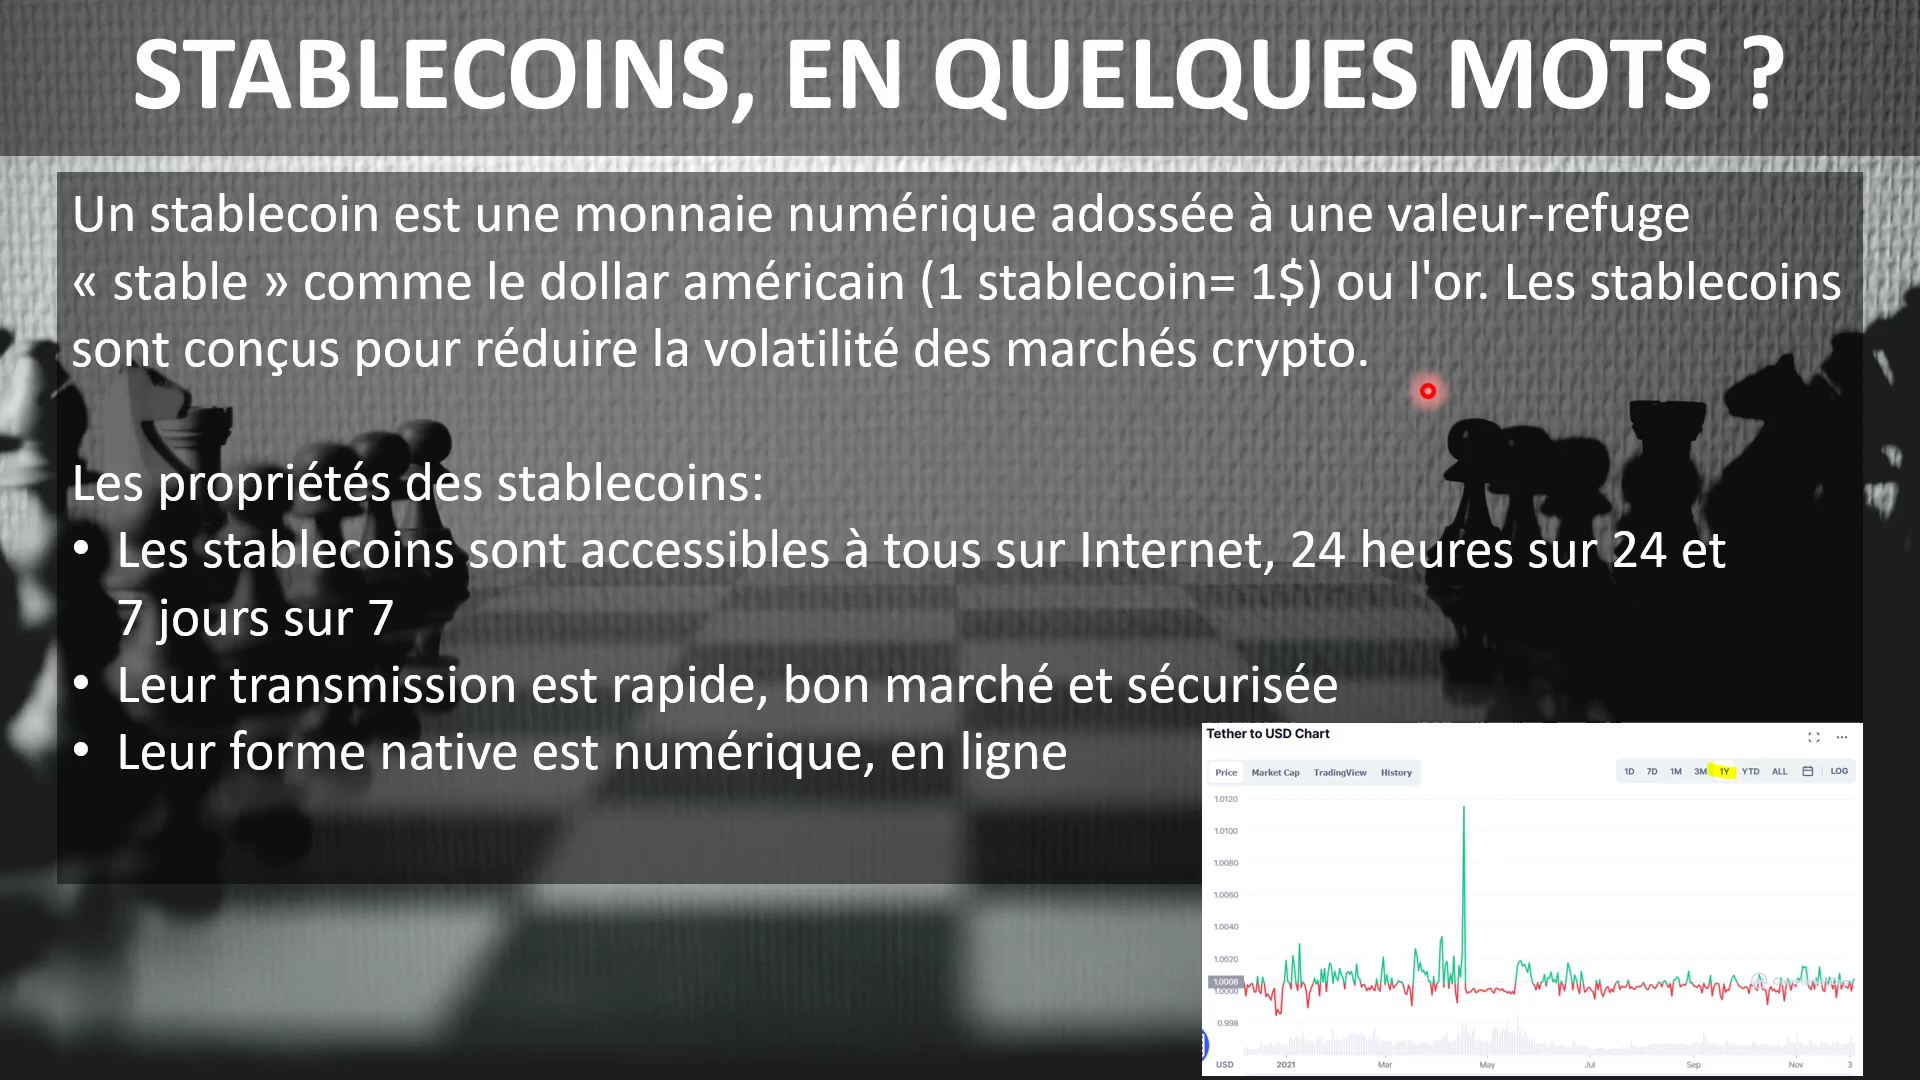 STABLECOINS, EN QUELQUES MOTS ?
Un stablecoin est une monnaie numérique adossée à une valeur-refuge
« stable » comme le dollar américain (1 stablecoin= 1$) ou l'or. Les stablecoins
sont conçus pour réduire la volatilité des marchés crypto.
Les propriétés des stablecoins:
• Les stablecoins sont accessibles à tous sur Internet, 24 heures sur 24 et
7 jours sur 7
• Leur transmission est rapide, bon marché et sécurisée
• Leur forme native est numérique, en ligne
Tether to USD Chart
Price Market Cap TradingView History
1D 7D 1M 3M 1Y YTD ALL LOG
1.0120
1.0100
1.0080
1.0060
1.0040
1.0020
1.0006
1.0000
0.998
USD 2021 Mar May Jul Sep Nov 3